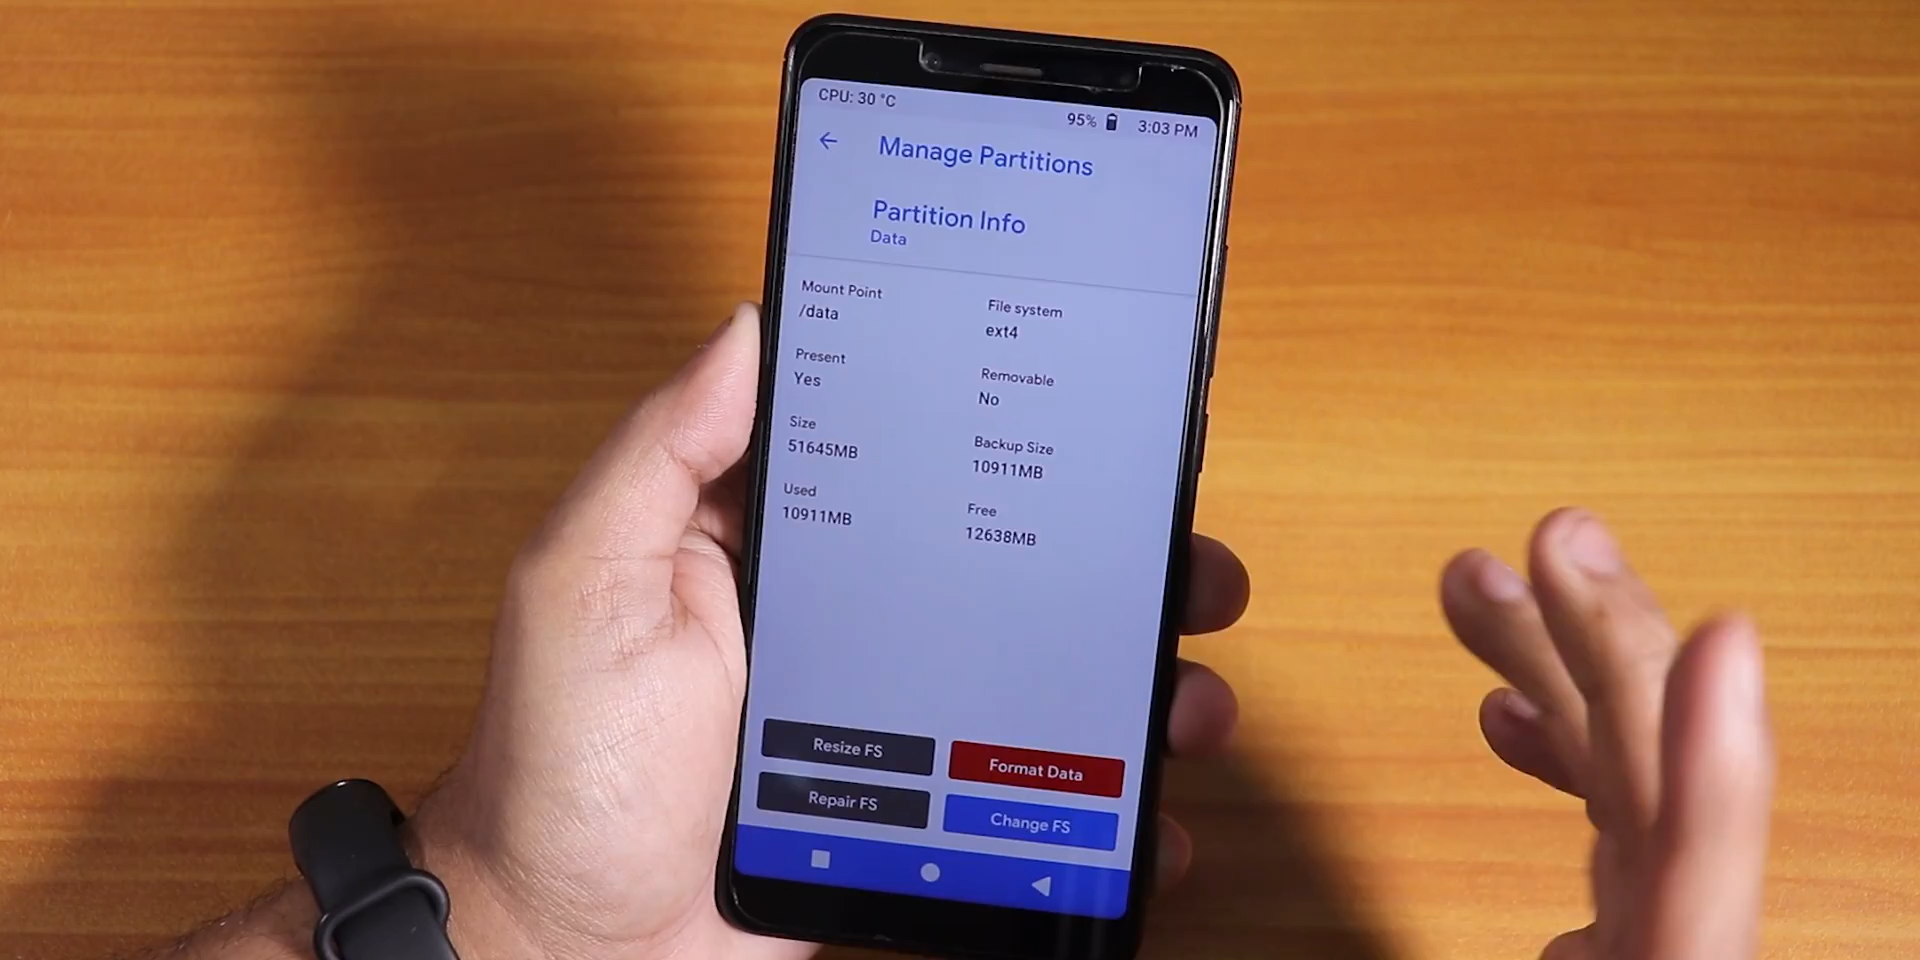 CPU: 30 °C
95% 3:03 PM
Manage Partitions
Partition Info
Data
Mount Point
/data
File system
ext4
Present
Yes
Removable
No
Size
51645MB
Backup Size
10911MB
Used
10911MB
Free
12638MB
Resize FS
Format Data
Repair FS
Change FS